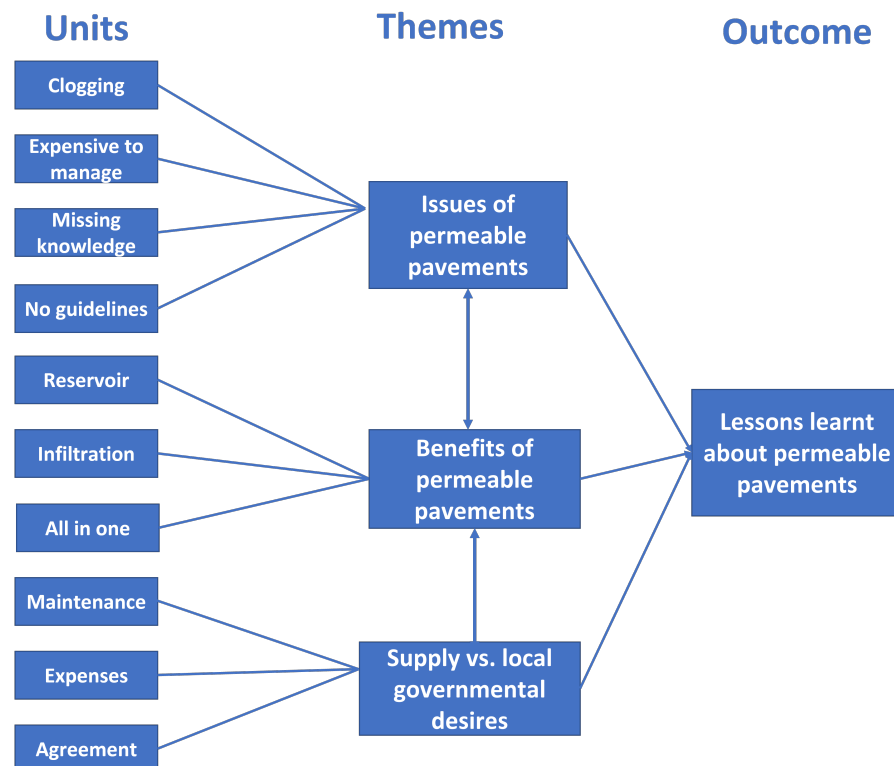 Units
Themes
Outcome
Clogging
Expensive to
manage
Missing
knowledge
No guidelines
Reservoir
Infiltration
All in one
Maintenance
Expenses
Agreement
Issues of
permeable
pavements
Benefits of
permeable
pavements
Supply vs. local
governmental
desires
Lessons learnt
about permeable
pavements